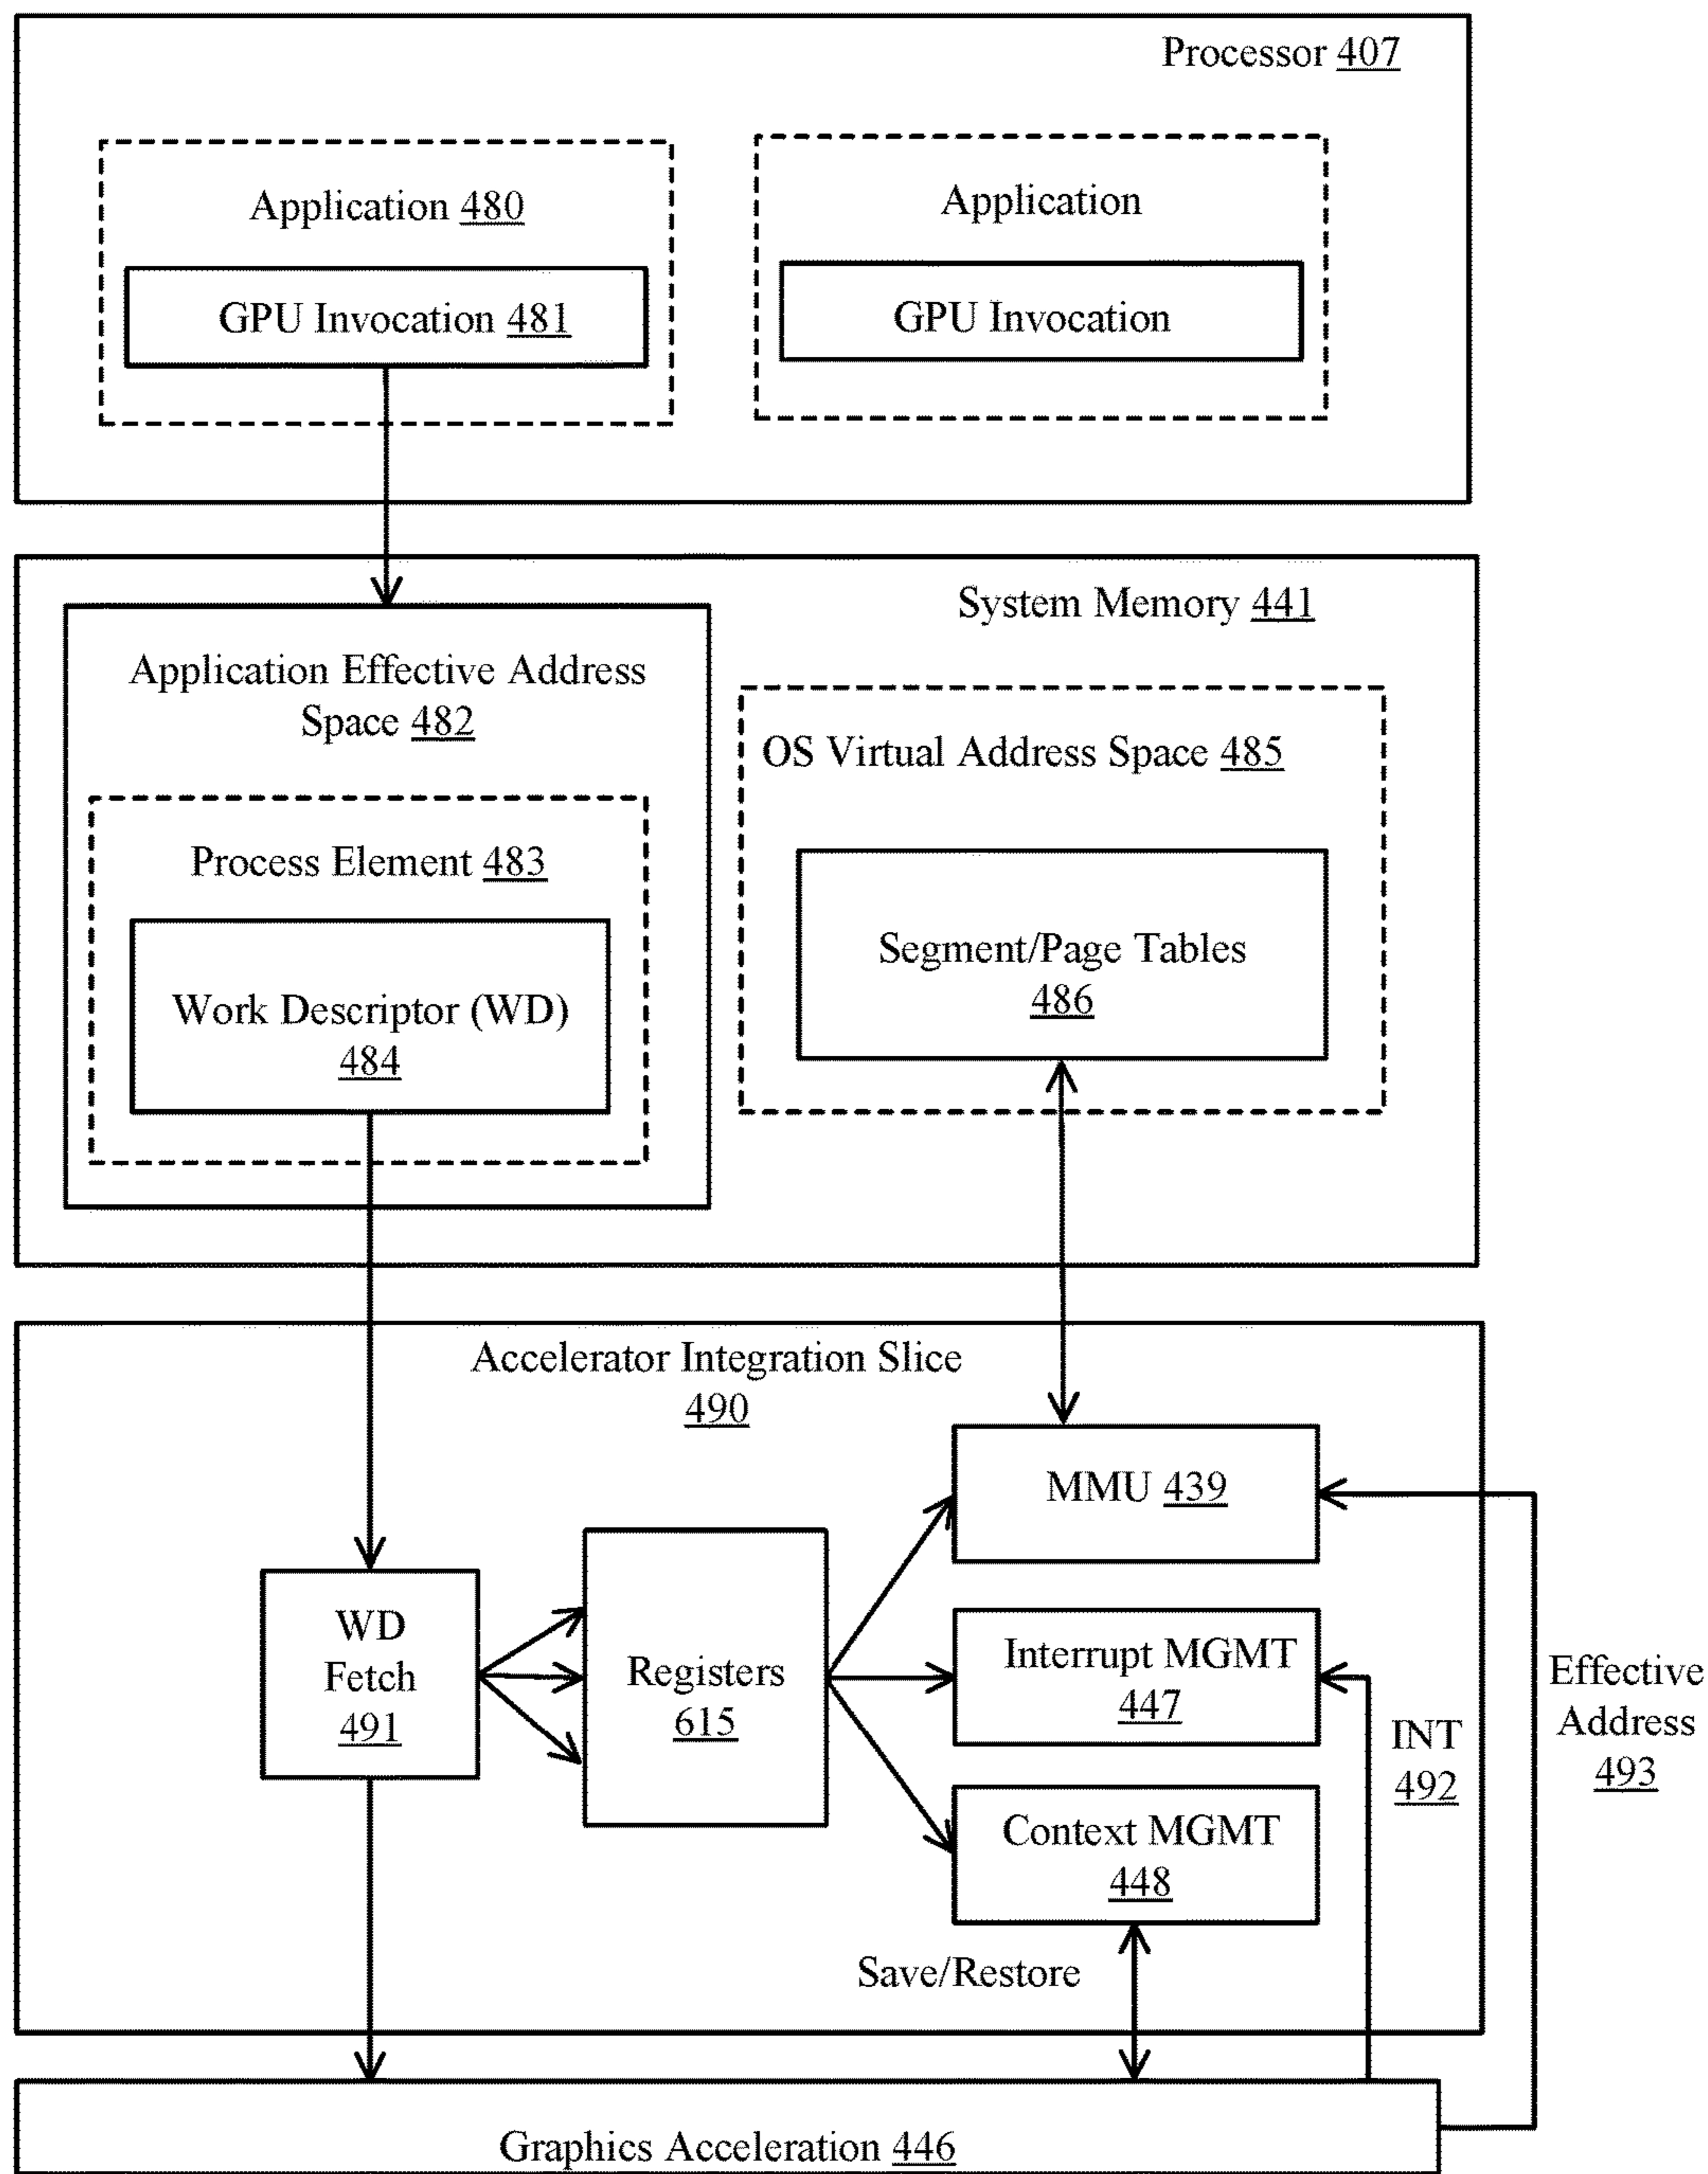 Processor 407
Application 480
GPU Invocation 481
Application
GPU Invocation
System Memory 441
Application Effective Address
Space 482
Process Element 483
Work Descriptor (WD)
484
OS Virtual Address Space 485
Segment/Page Tables
486
Accelerator Integration Slice
490
WD
Fetch
491
Registers
615
MMU 439
Interrupt MGMT
447
Context MGMT
448
Save/Restore
INT
492
Effective
Address
493
Graphics Acceleration 446